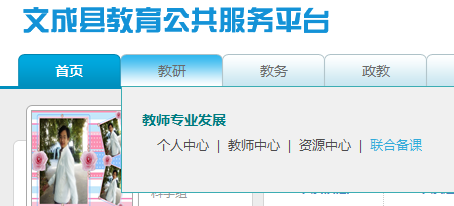 文成县教育公共服务平台
首页 教研 教务 政教
教师专业发展
个人中心 | 教师中心 | 资源中心 | 联合备课